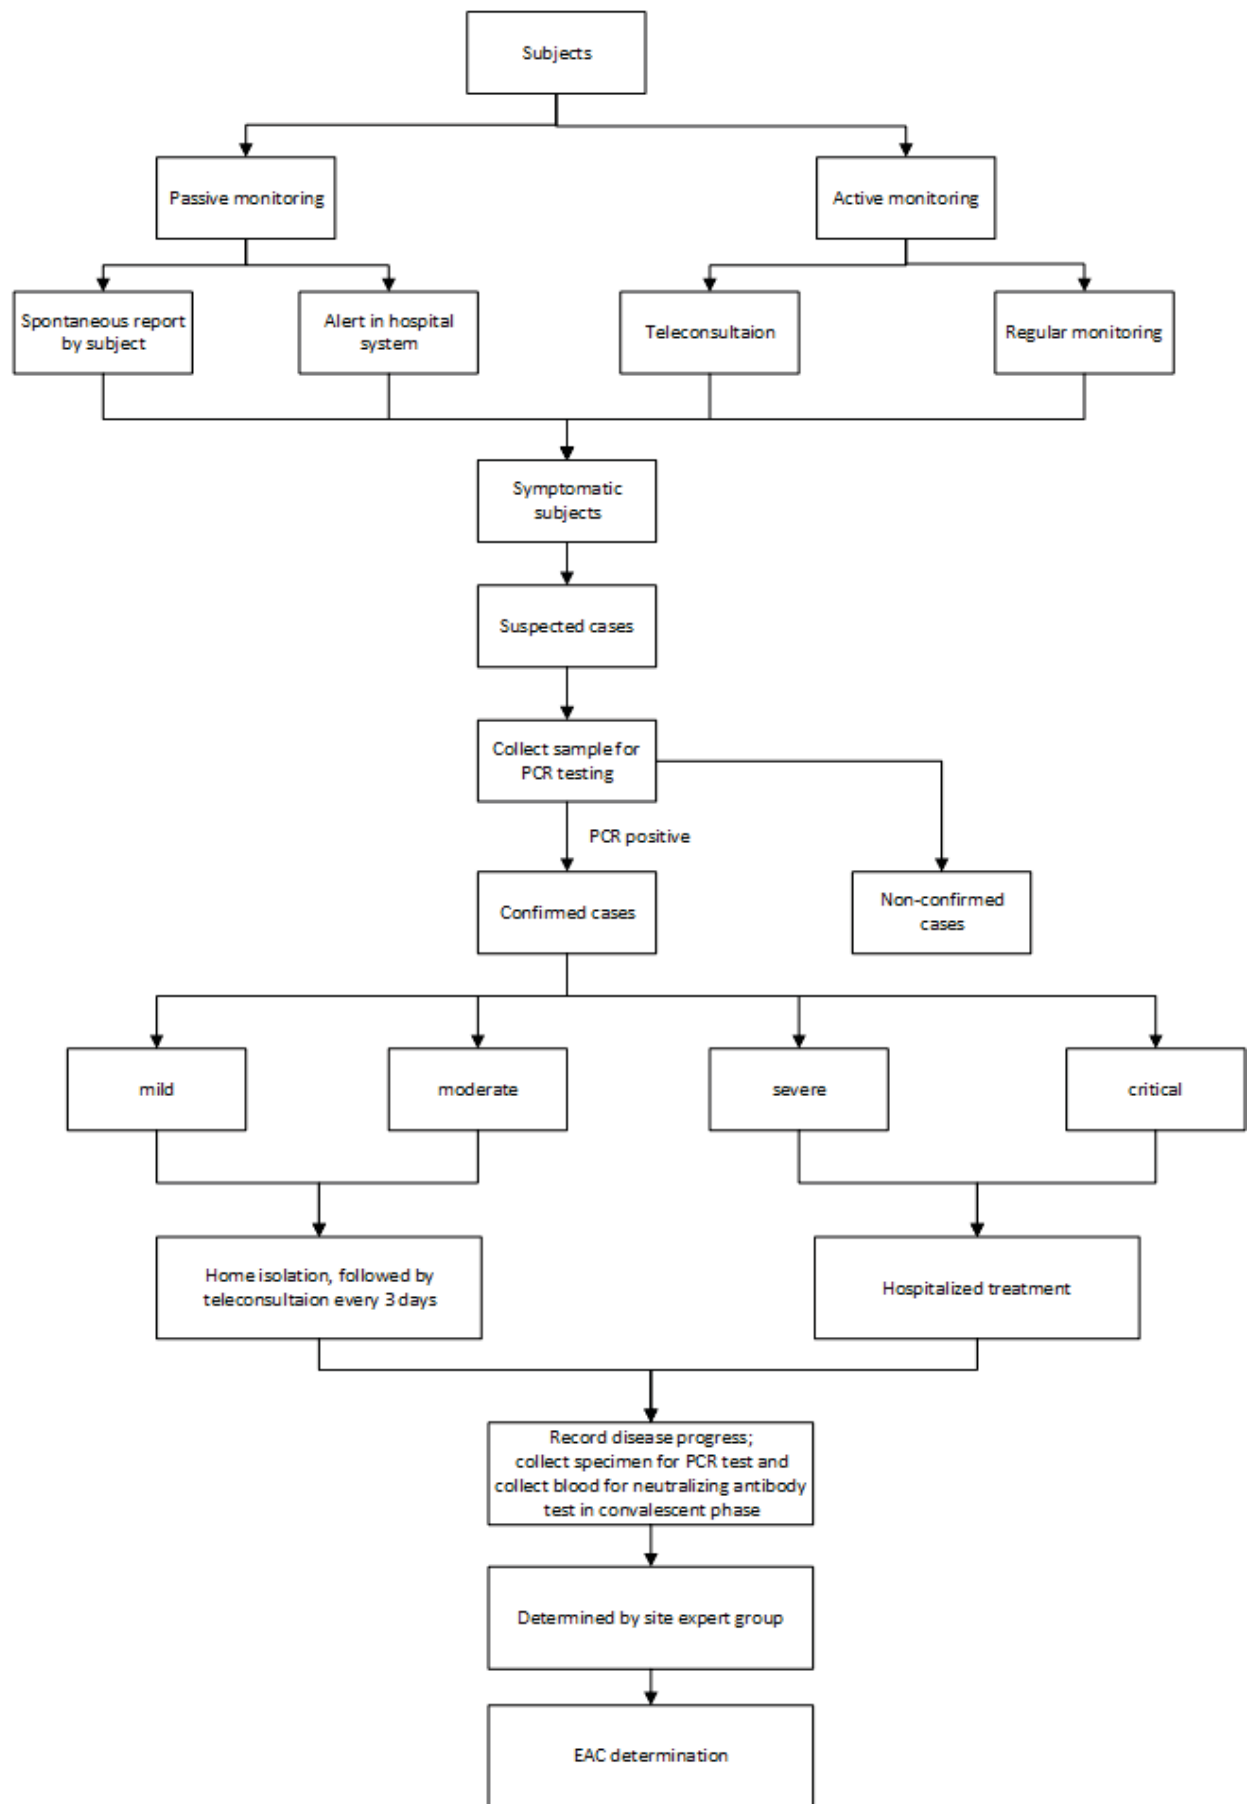 Subjects
Passive monitoring
Active monitoring
Spontaneous report
by subject
Alert in hospital
system
Teleconsultaion
Regular monitoring
Symptomatic
subjects
Suspected cases
Collect sample for
PCR testing
PCR positive
Confirmed cases
Non-confirmed
cases
mild
moderate
severe
critical
Home isolation, followed by
teleconsultaion every 3 days
Hospitalized treatment
Record disease progress;
collect specimen for PCR test and
collect blood for neutralizing antibody
test in convalescent phase
Determined by site expert group
EAC determination